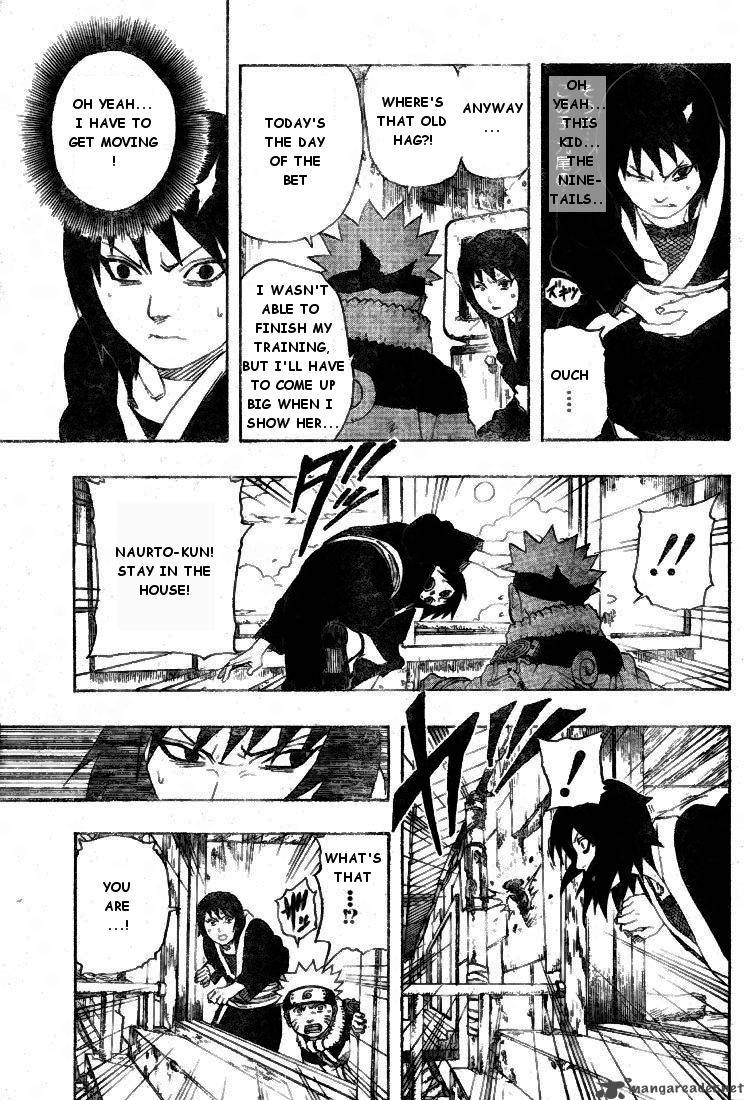 OH
YEAH...
THIS
KID...
THE
NINE-
TAILS..
OUCH
......
ANYWAY
...
WHERE'S
THAT OLD
HAG?!
TODAY'S
THE DAY
OF THE
BET
I WASN'T
ABLE TO
FINISH MY
TRAINING,
BUT I'LL HAVE
TO COME UP
BIG WHEN I
SHOW HER...
OH YEAH...
I HAVE TO
GET MOVING
!
!!
ダッ
NAURTO-KUN!
STAY IN THE
HOUSE!
!
WHAT'S
THAT
...!?
YOU
ARE
...!
mangareader.net